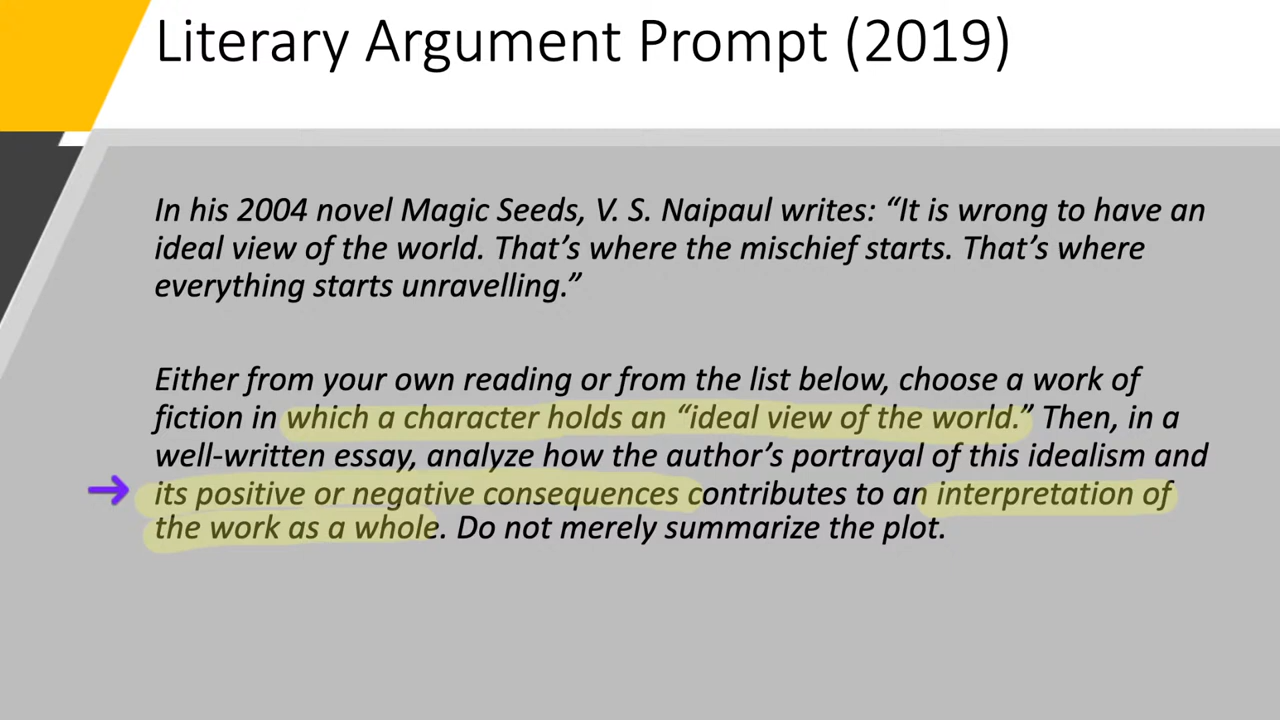 Literary Argument Prompt (2019)
In his 2004 novel Magic Seeds, V. S. Naipaul writes: “It is wrong to have an
ideal view of the world. That’s where the mischief starts. That’s where
everything starts unravelling.”
Either from your own reading or from the list below, choose a work of
fiction in which a character holds an “ideal view of the world.” Then, in a
well-written essay, analyze how the author’s portrayal of this idealism and
its positive or negative consequences contributes to an interpretation of
the work as a whole. Do not merely summarize the plot.